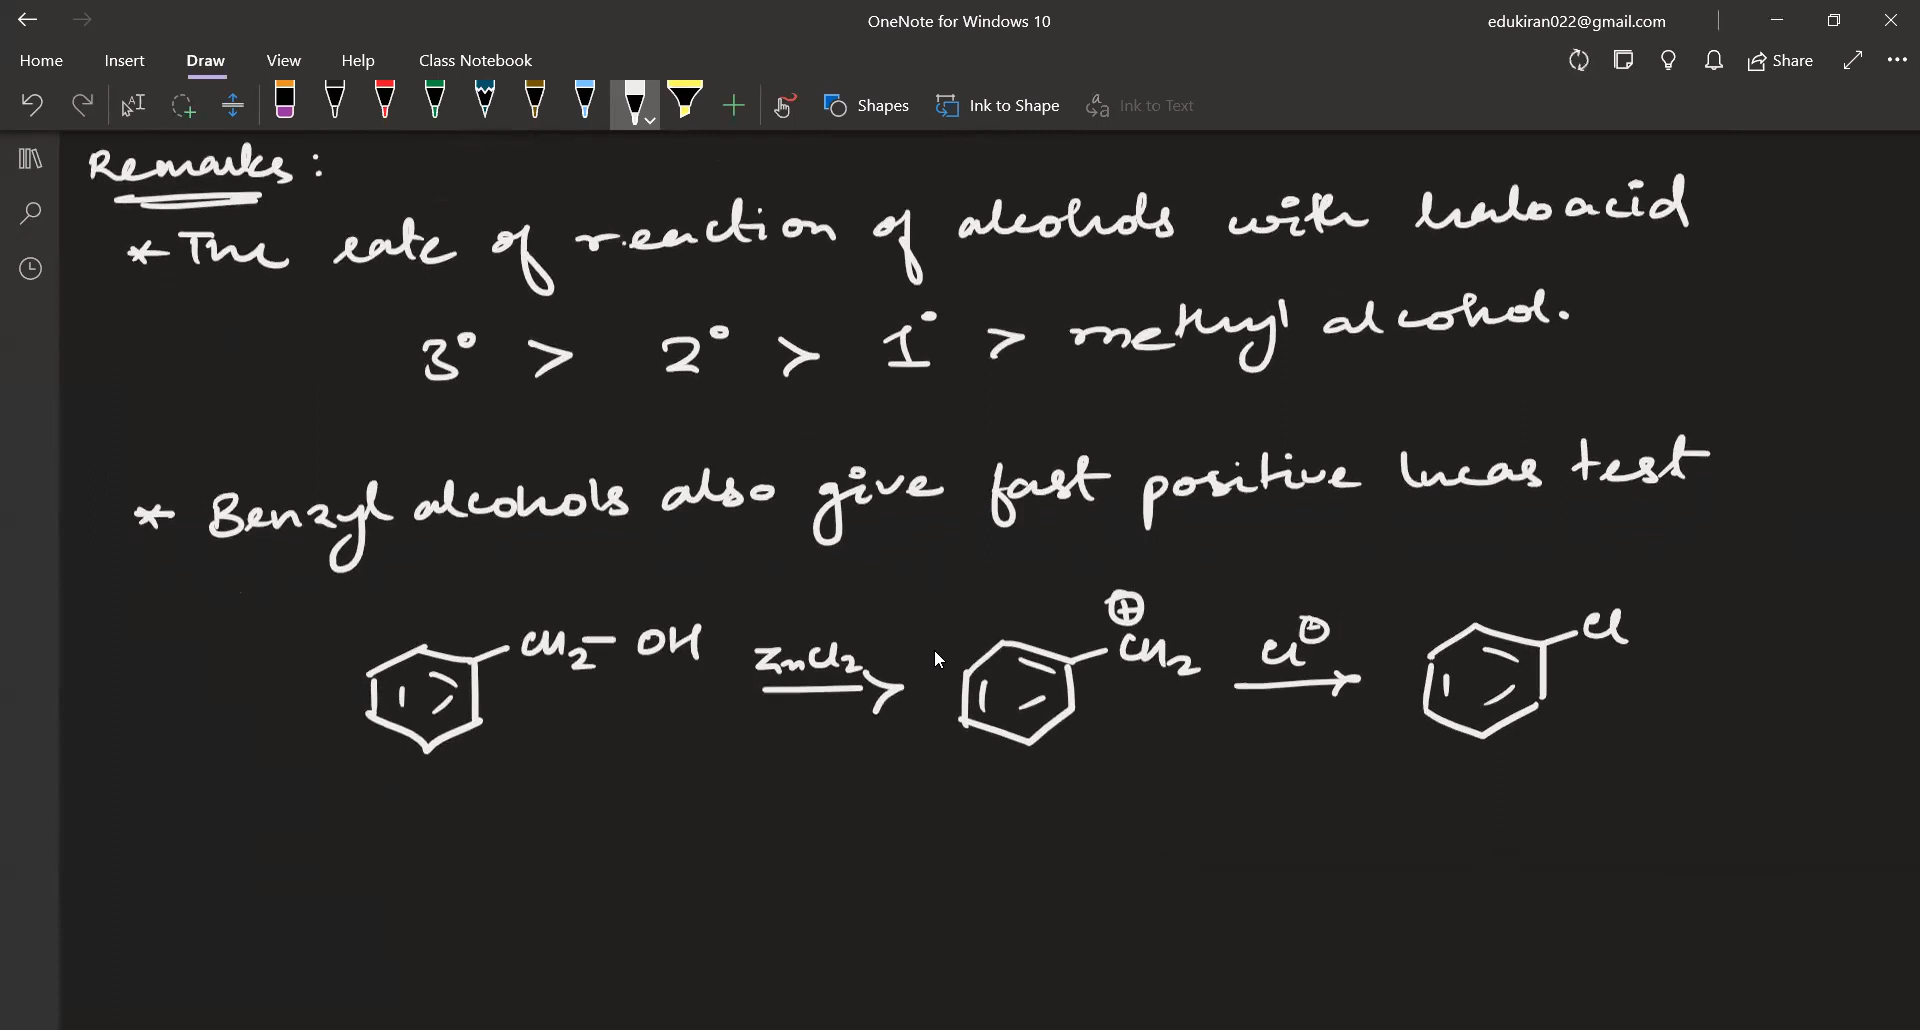 OneNote for Windows 10
edukiran022@gmail.com
Home Insert Draw View Help Class Notebook
Share
Shapes Ink to Shape Ink to Text
Remarks :
* The rate of reaction of alcohols with halo acid
3° > 2° > 1° > methyl alcohol.
* Benzyl alcohols also give fast positive lucas test
CH2 - OH ZnCl2 ⊕ CH2 Cl⊖ Cl